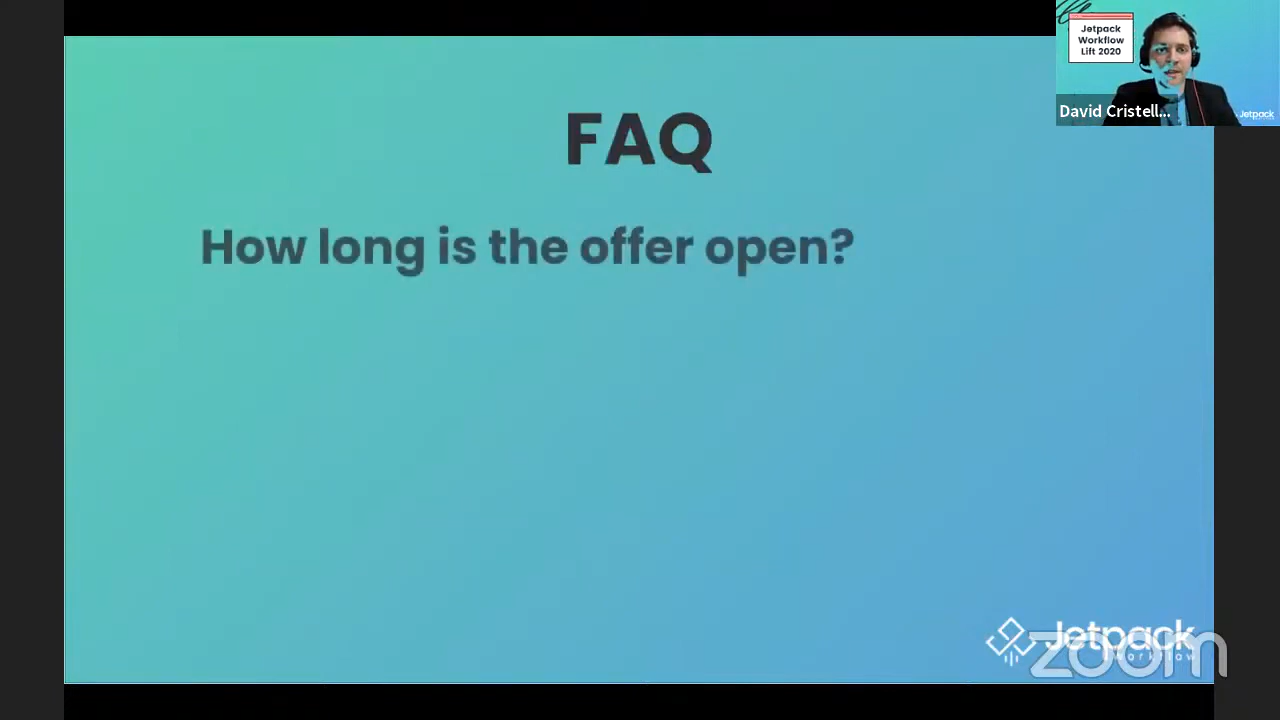 Jetpack
Workflow
Lift 2020
David Cristell...
Jetpack
FAQ
How long is the offer open?
Jetpack
workflow
zoom